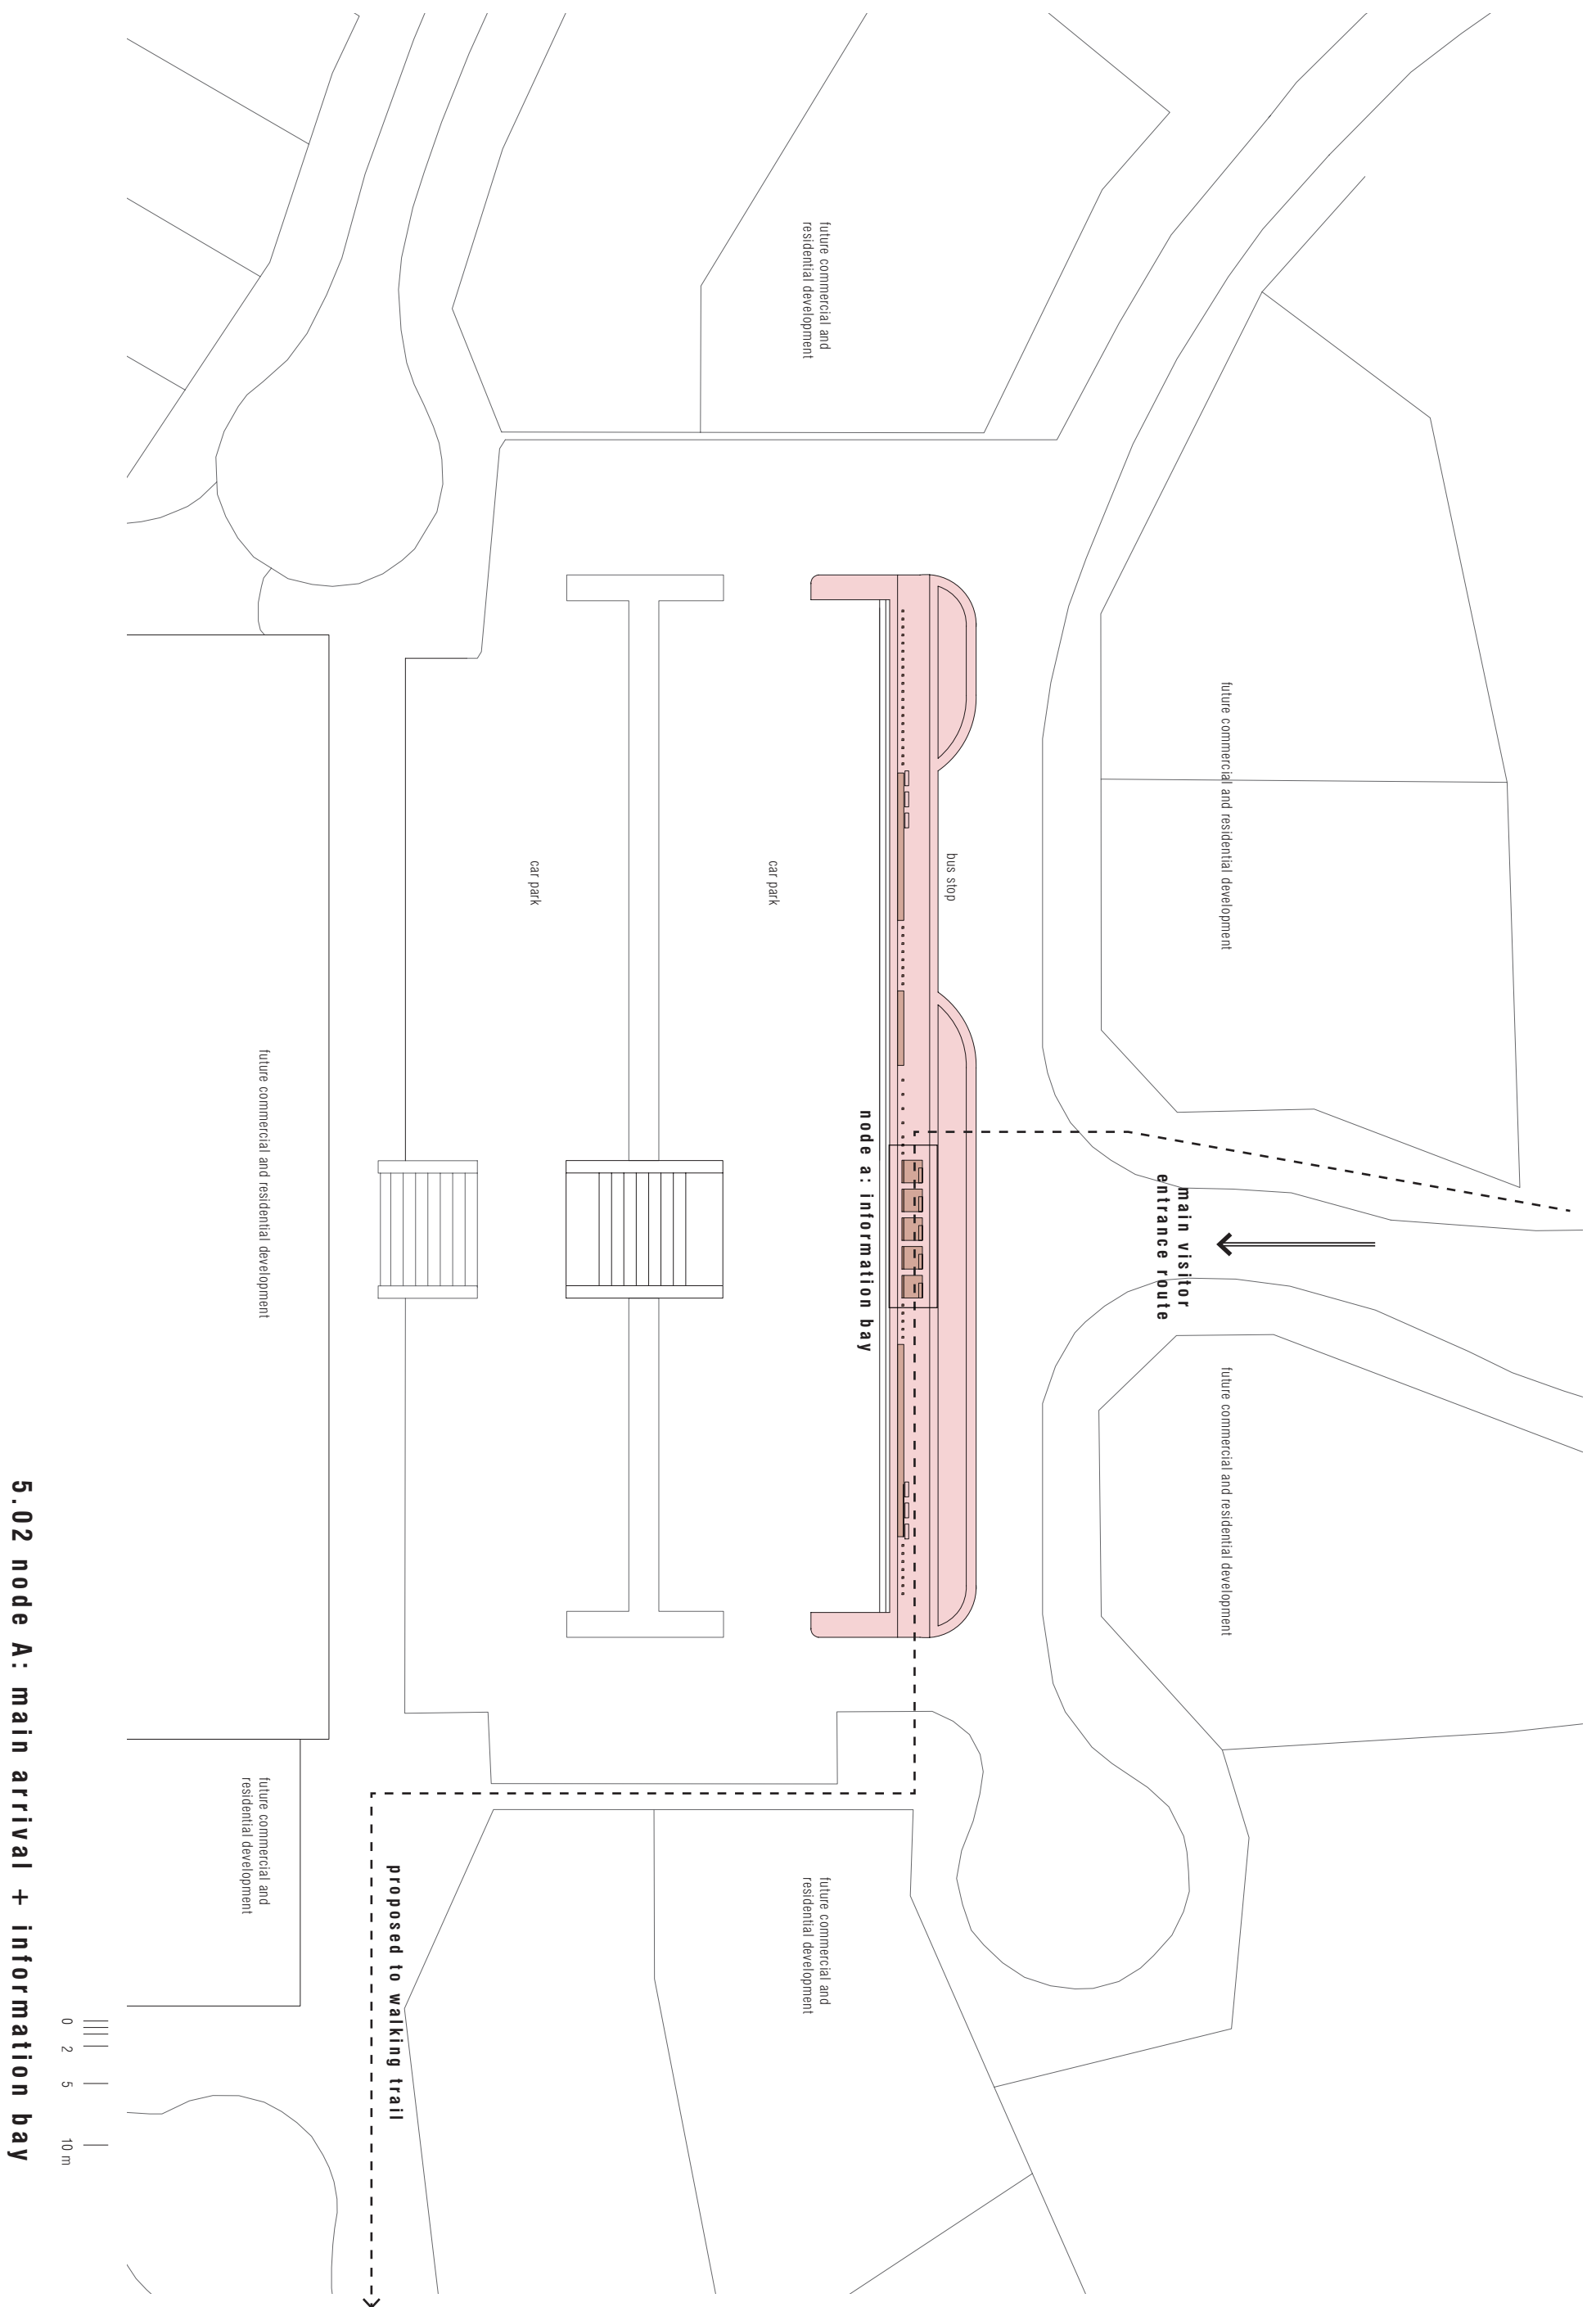 future commercial and residential development
future commercial and residential development
main visitor
entrance route
bus stop
future commercial and
residential development
future commercial and
residential development
car park
node a: information bay
car park
proposed to walking trail
future commercial and residential development
future commercial and
residential development
0 2 5 10 m
5.02 node A: main arrival + information bay